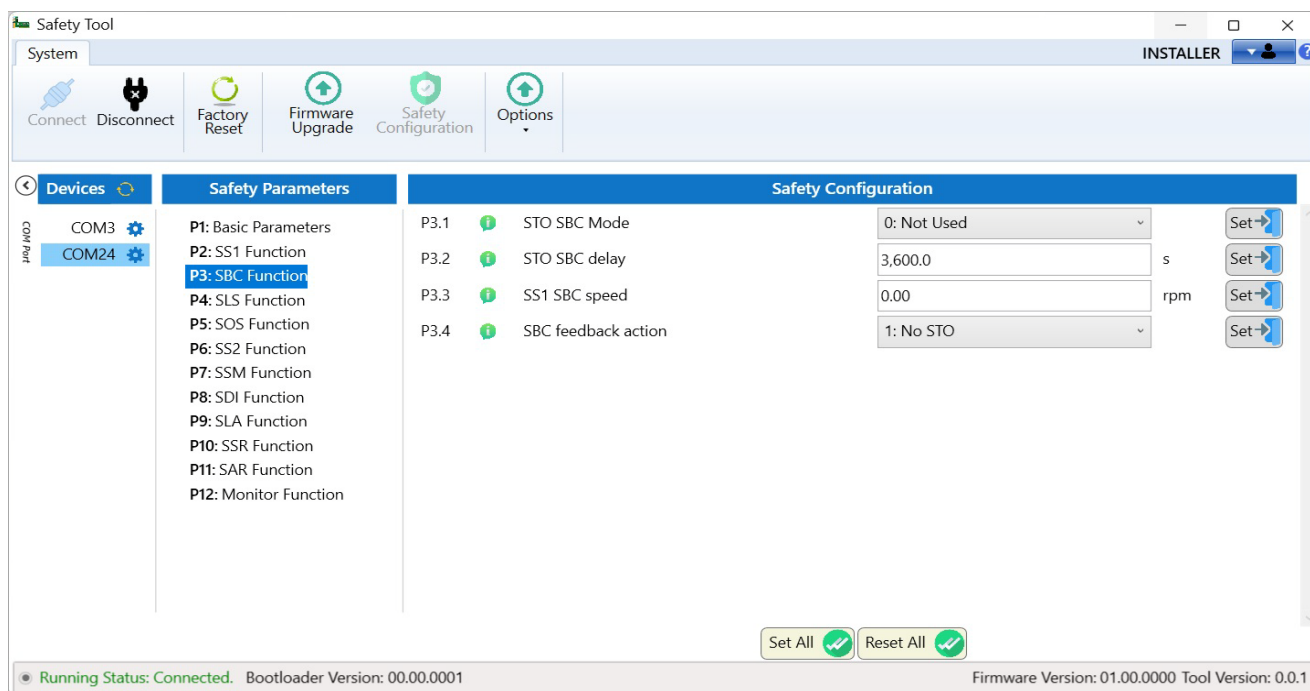 Safety Tool
System
INSTALLER
Connect
Disconnect
Factory
Reset
Firmware
Upgrade
Safety
Configuration
Options
Devices
COM Port
COM3
COM24
Safety Parameters
P1: Basic Parameters
P2: SS1 Function
P3: SBC Function
P4: SLS Function
P5: SOS Function
P6: SS2 Function
P7: SSM Function
P8: SDI Function
P9: SLA Function
P10: SSR Function
P11: SAR Function
P12: Monitor Function
Safety Configuration
P3.1 STO SBC Mode 0: Not Used Set
P3.2 STO SBC delay 3,600.0 s Set
P3.3 SS1 SBC speed 0.00 rpm Set
P3.4 SBC feedback action 1: No STO Set
Set All
Reset All
Running Status: Connected. Bootloader Version: 00.00.0001
Firmware Version: 01.00.0000 Tool Version: 0.0.1